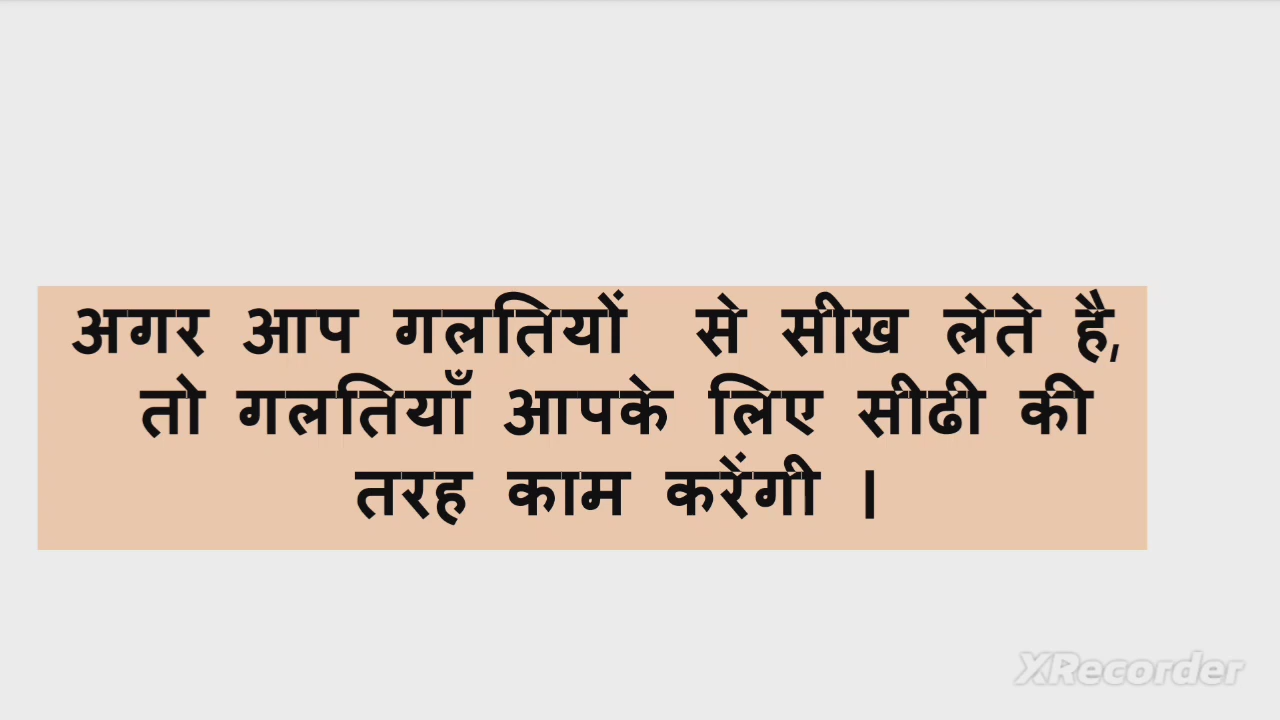 अगर आप गलतियों से सीख लेते है,
तो गलतियाँ आपके लिए सीढी की
तरह काम करेंगी ।
XRecorder